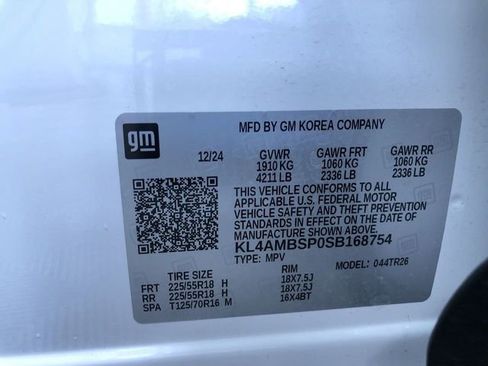 gm
MFD BY GM KOREA COMPANY
12/24 GVWR GAWR FRT GAWR RR
1910 KG 1060 KG 1060 KG
4211 LB 2336 LB 2336 LB
THIS VEHICLE CONFORMS TO ALL
APPLICABLE U.S. FEDERAL MOTOR
VEHICLE SAFETY AND THEFT PREVENTION
STANDARDS IN EFFECT ON THE DATE OF
MANUFACTURE SHOWN ABOVE.
KL4AMBSP0SB168754
TYPE: MPV MODEL: 044TR26
TIRE SIZE RIM
FRT 225/55R18 H 18X7.5J
RR 225/55R18 H 18X7.5J
SPA T125/70R16 M 16X4BT